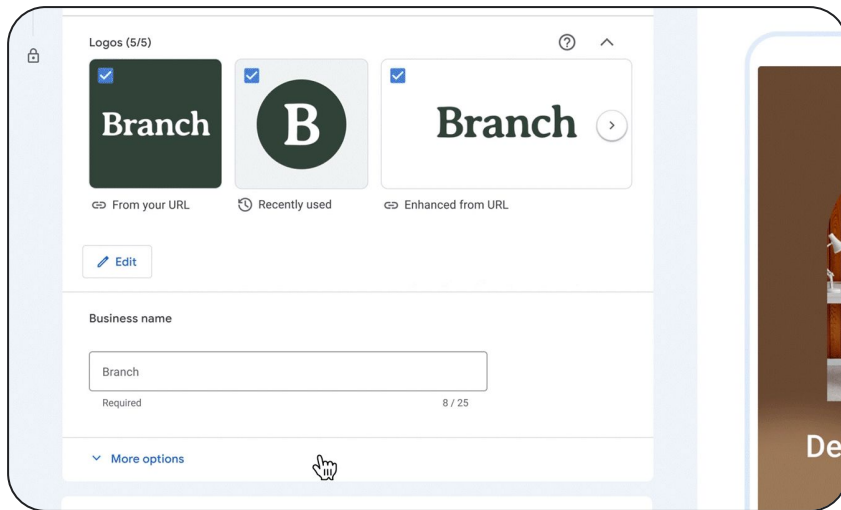 Logos (5/5)
Branch
B
Branch
From your URL
Recently used
Enhanced from URL
Edit
Business name
Branch
Required
8 / 25
More options
De